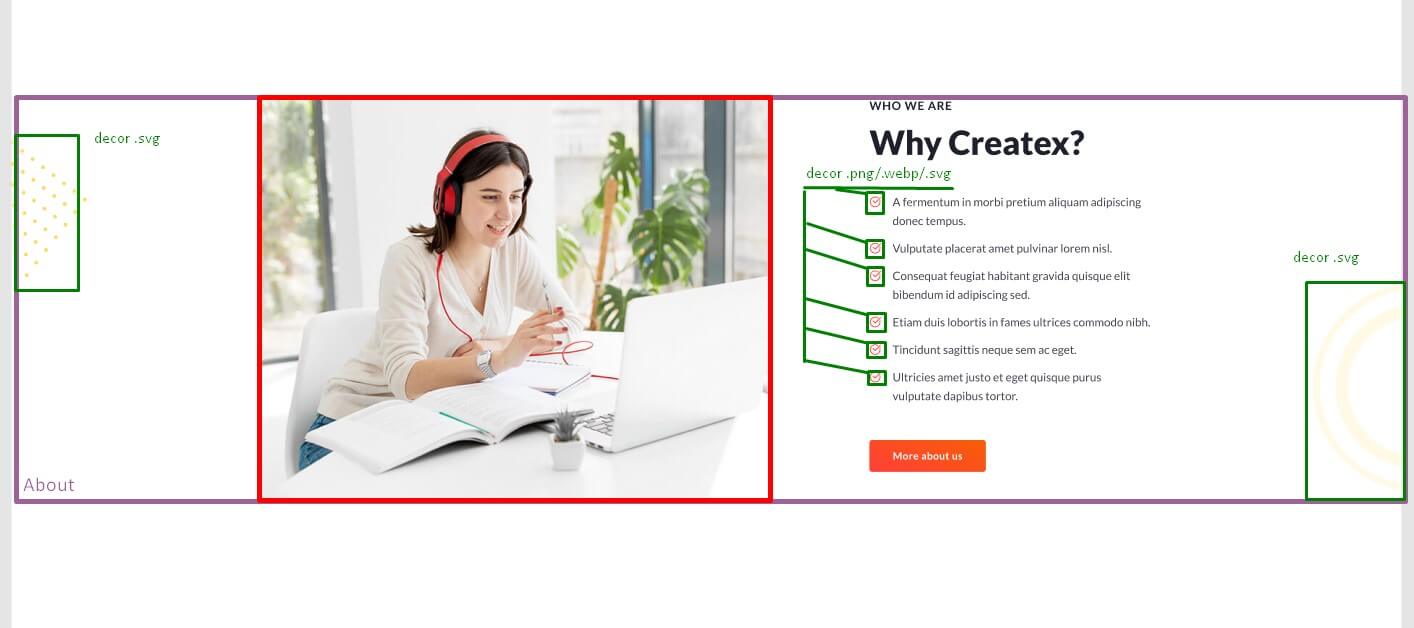 decor .svg
WHO WE ARE
Why Createx?
decor .png/.webp/.svg
A fermentum in morbi pretium aliquam adipiscing
donec tempus.
Vulputate placerat amet pulvinar lorem nisl.
Consequat feugiat habitant gravida quisque elit
bibendum id adipiscing sed.
Etiam duis lobortis in fames ultrices commodo nibh.
Tincidunt sagittis neque sem ac eget.
Ultricies amet justo et eget quisque purus
vulputate dapibus tortor.
More about us
decor .svg
About